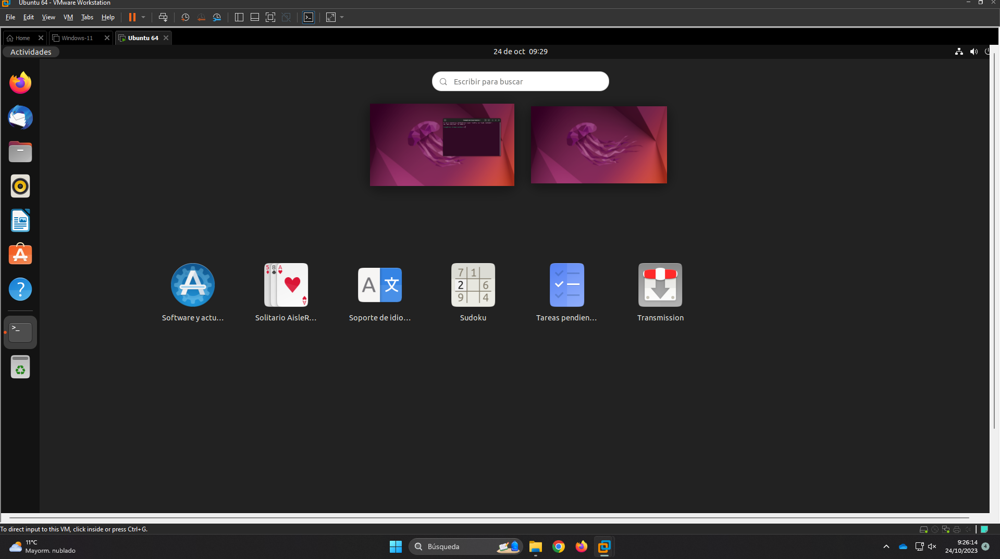 Ubuntu 64 - VMware Workstation
File Edit View VM Tabs Help
Home Windows-11 Ubuntu 64
Actividades 24 de oct 09:29
Escribir para buscar
Software y actu...
Solitario AisleR...
Soporte de idio...
Sudoku
Tareas pendien...
Transmission
To direct input to this VM, click inside or press Ctrl+G.
11°C
Mayorm. nublado
Búsqueda
9:26:14
24/10/2023
4